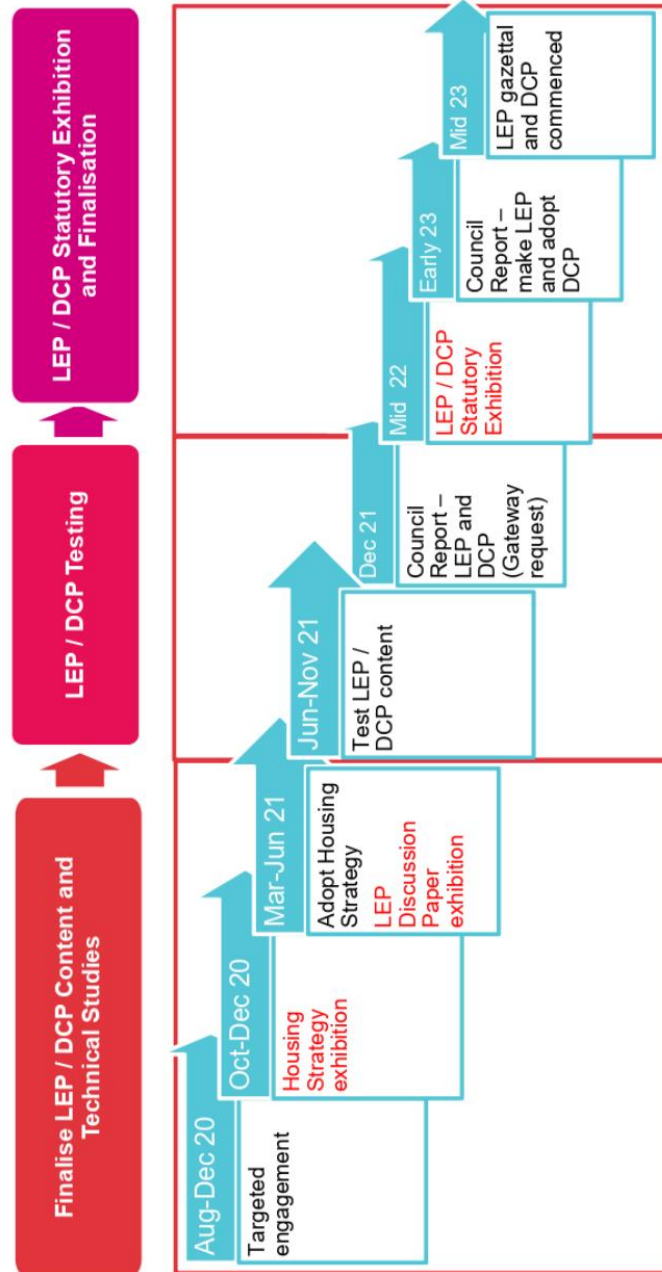 Finalise LEP / DCP Content and
Technical Studies
LEP / DCP Testing
LEP / DCP Statutory Exhibition
and Finalisation
Aug-Dec 20
Targeted
engagement
Oct-Dec 20
Housing
Strategy
exhibition
Mar-Jun 21
Adopt Housing
Strategy
LEP
Discussion
Paper
exhibition
Jun-Nov 21
Test LEP /
DCP content
Dec 21
Council
Report –
LEP and
DCP
(Gateway
request)
Mid 22
LEP / DCP
Statutory
Exhibition
Early 23
Council
Report –
make LEP
and adopt
DCP
Mid 23
LEP gazettal
and DCP
commenced